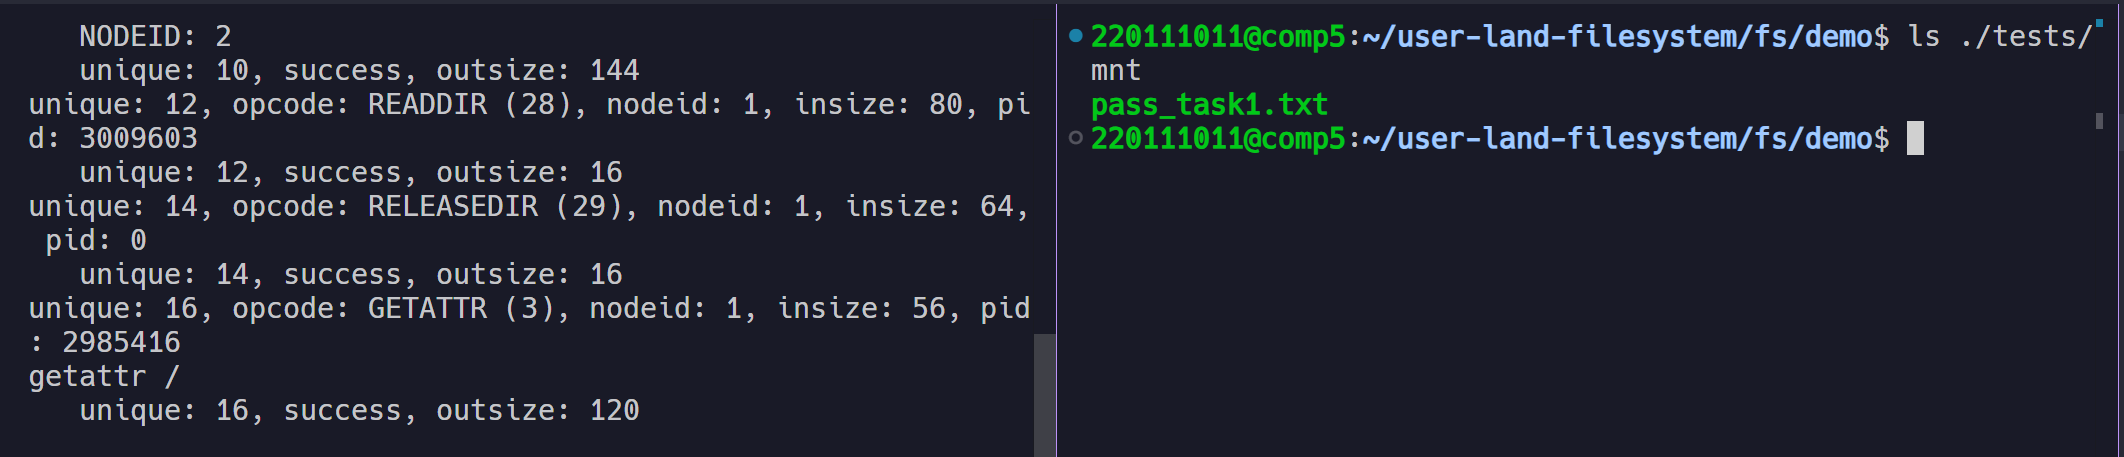 NODEID: 2
unique: 10, success, outsize: 144
unique: 12, opcode: READDIR (28), nodeid: 1, insize: 80, pi
d: 3009603
unique: 12, success, outsize: 16
unique: 14, opcode: RELEASEDIR (29), nodeid: 1, insize: 64,
pid: 0
unique: 14, success, outsize: 16
unique: 16, opcode: GETATTR (3), nodeid: 1, insize: 56, pid
: 2985416
getattr /
unique: 16, success, outsize: 120
220111011@comp5:~/user-land-filesystem/fs/demo$ ls ./tests/
mnt
pass_task1.txt
220111011@comp5:~/user-land-filesystem/fs/demo$